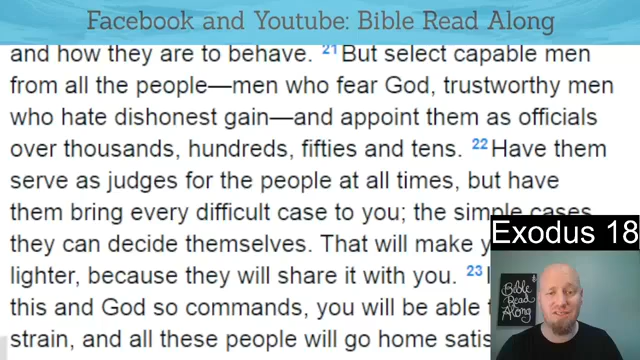 Facebook and Youtube: Bible Read Along
and how they are to behave. 21 But select capable men
from all the people—men who fear God, trustworthy men
who hate dishonest gain—and appoint them as officials
over thousands, hundreds, fifties and tens. 22 Have them
serve as judges for the people at all times, but have
them bring every difficult case to you; the simple cases
they can decide themselves. That will make
lighter, because they will share it with you. 23
this and God so commands, you will be able
strain, and all these people will go home satis
Exodus 18
Bible
Read
Along